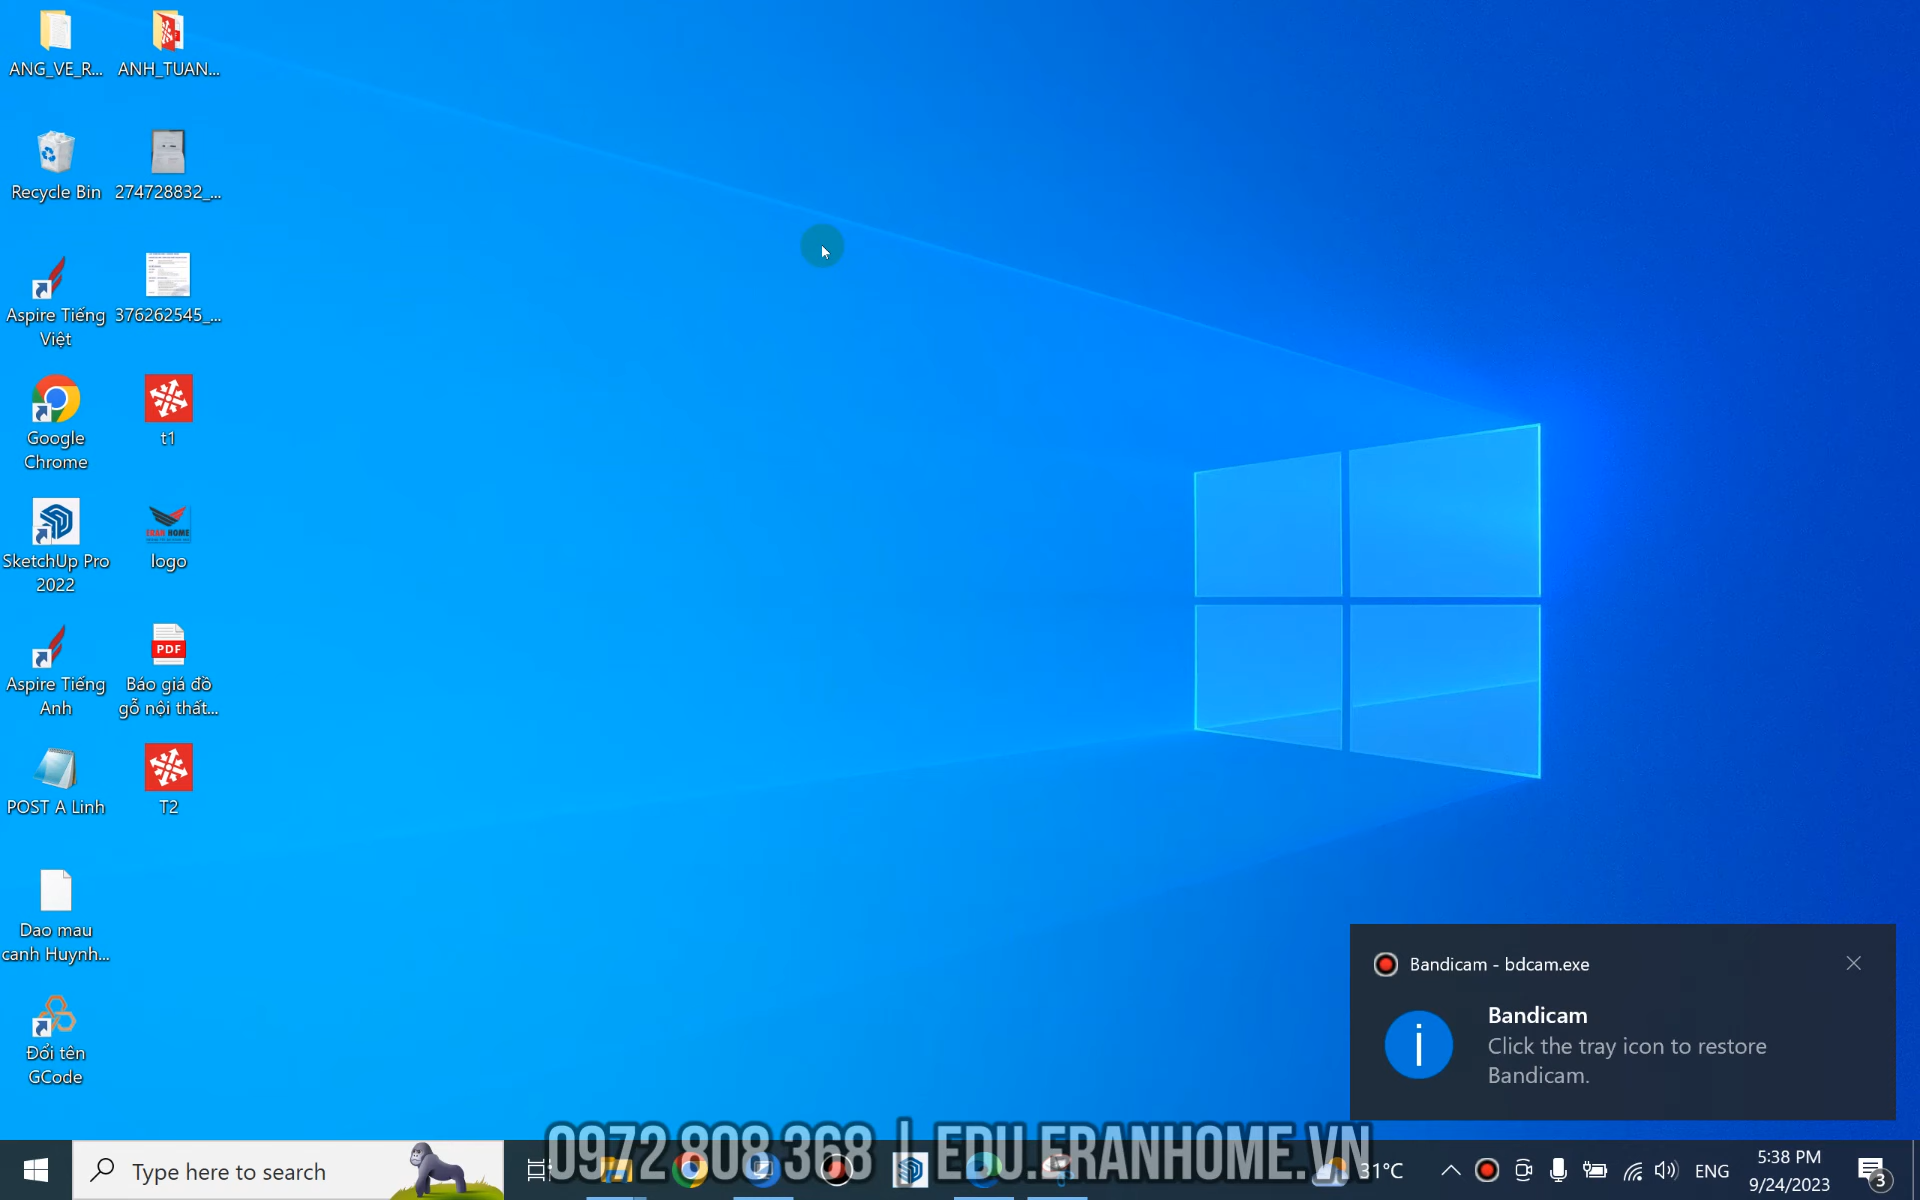 ANG_VE_R...
ANH_TUAN...
Recycle Bin
274728832_...
Aspire Tiếng
Việt
376262545_...
Google
Chrome
t1
SketchUp Pro
2022
ERAN HOME
logo
Aspire Tiếng
Anh
PDF
Báo giá đồ
gỗ nội thất...
POST A Linh
T2
Dao mau
canh Huynh...
Đổi tên
GCode
Bandicam - bdcam.exe
Bandicam
Click the tray icon to restore
Bandicam.
0972 808 368 | EDU.ERANHOME.VN
Type here to search
31°C
ENG
5:38 PM
9/24/2023
3